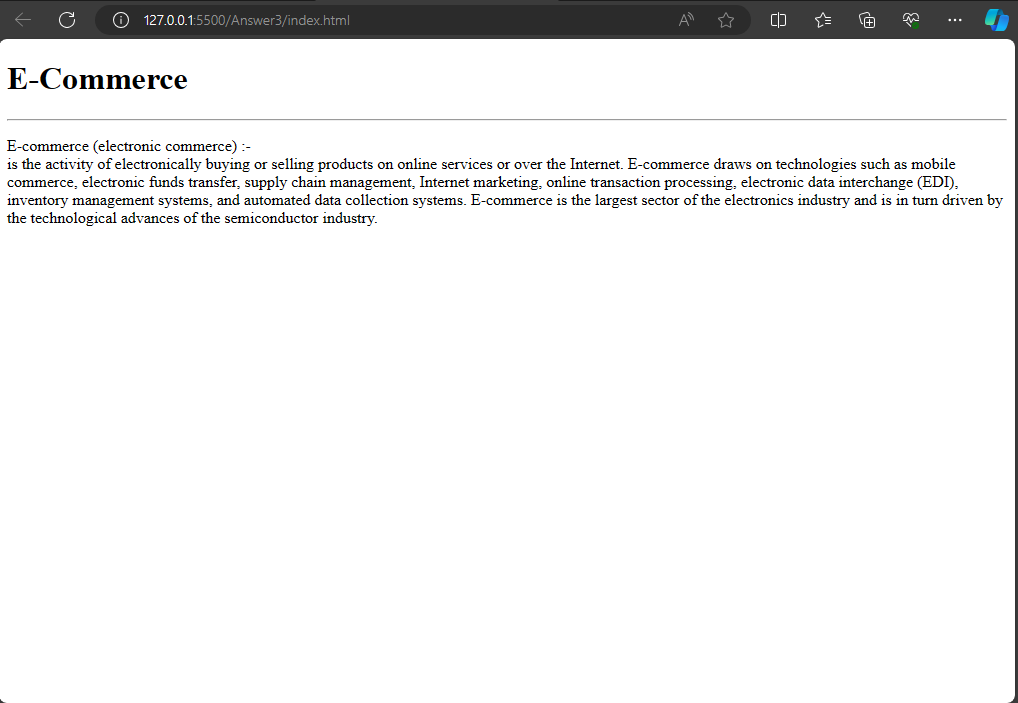 127.0.0.1:5500/Answer3/index.html
E-Commerce
E-commerce (electronic commerce) :-
is the activity of electronically buying or selling products on online services or over the Internet. E-commerce draws on technologies such as mobile
commerce, electronic funds transfer, supply chain management, Internet marketing, online transaction processing, electronic data interchange (EDI),
inventory management systems, and automated data collection systems. E-commerce is the largest sector of the electronics industry and is in turn driven by
the technological advances of the semiconductor industry.